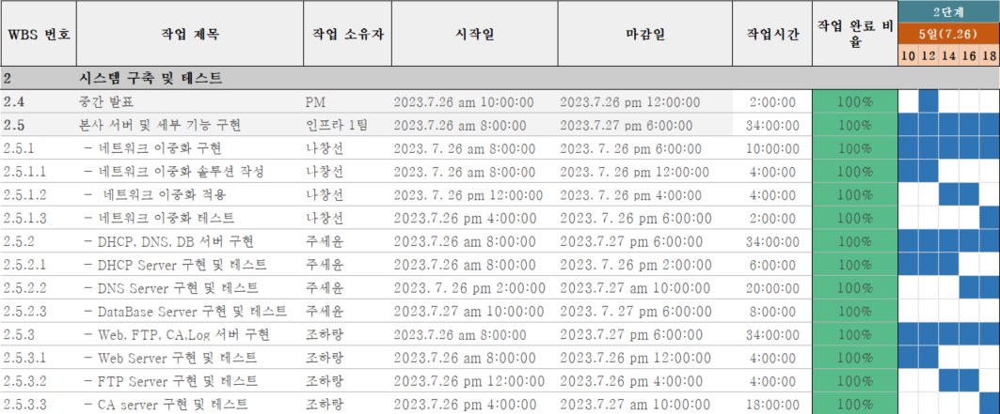 WBS 번호 작업 제목 작업 소유자 시작일 마감일 작업시간 작업 완료 비율 2단계
5일(7.26)
10 12 14 16 18
2 시스템 구축 및 테스트
2.4 중간 발표 PM 2023.7.26 am 10:00:00 2023.7.26 pm 12:00:00 2:00:00 100%
2.5 본사 서버 및 세부 기능 구현 인프라 1팀 2023.7.26 am 8:00:00 2023.7.27 pm 6:00:00 34:00:00 100%
2.5.1 - 네트워크 이중화 구현 나창선 2023. 7. 26 am 8:00:00 2023. 7. 26 pm 6:00:00 10:00:00 100%
2.5.1.1 - 네트워크 이중화 솔루션 작성 나창선 2023. 7. 26 am 8:00:00 2023. 7. 26 pm 12:00:00 4:00:00 100%
2.5.1.2 - 네트워크 이중화 적용 나창선 2023. 7. 26 pm 12:00:00 2023. 7. 26 pm 4:00:00 4:00:00 100%
2.5.1.3 - 네트워크 이중화 테스트 나창선 2023.7.26 pm 4:00:00 2023. 7. 26 pm 6:00:00 2:00:00 100%
2.5.2 - DHCP, DNS, DB 서버 구현 주세윤 2023.7.26 am 8:00:00 2023.7.27 pm 6:00:00 34:00:00 100%
2.5.2.1 - DHCP Server 구현 및 테스트 주세윤 2023.7.26 am 8:00:00 2023.7.26 pm 2:00:00 6:00:00 100%
2.5.2.2 - DNS Server 구현 및 테스트 주세윤 2023. 7. 26 pm 2:00:00 2023.7.27 am 10:00:00 20:00:00 100%
2.5.2.3 - DataBase Server 구현 및 테스트 주세윤 2023.7.27 am 10:00:00 2023. 7. 27 pm 6:00:00 8:00:00 100%
2.5.3 - Web, FTP, CA,Log 서버 구현 조하랑 2023.7.26 am 8:00:00 2023.7.27 pm 6:00:00 34:00:00 100%
2.5.3.1 - Web Server 구현 및 테스트 조하랑 2023.7.26 am 8:00:00 2023.7.26 pm 12:00:00 4:00:00 100%
2.5.3.2 - FTP Server 구현 및 테스트 조하랑 2023.7.26 pm 12:00:00 2023.7.26 pm 4:00:00 4:00:00 100%
2.5.3.3 - CA server 구현 및 테스트 조하랑 2023.7.26 pm 4:00:00 2023.7.27 am 10:00:00 18:00:00 100%